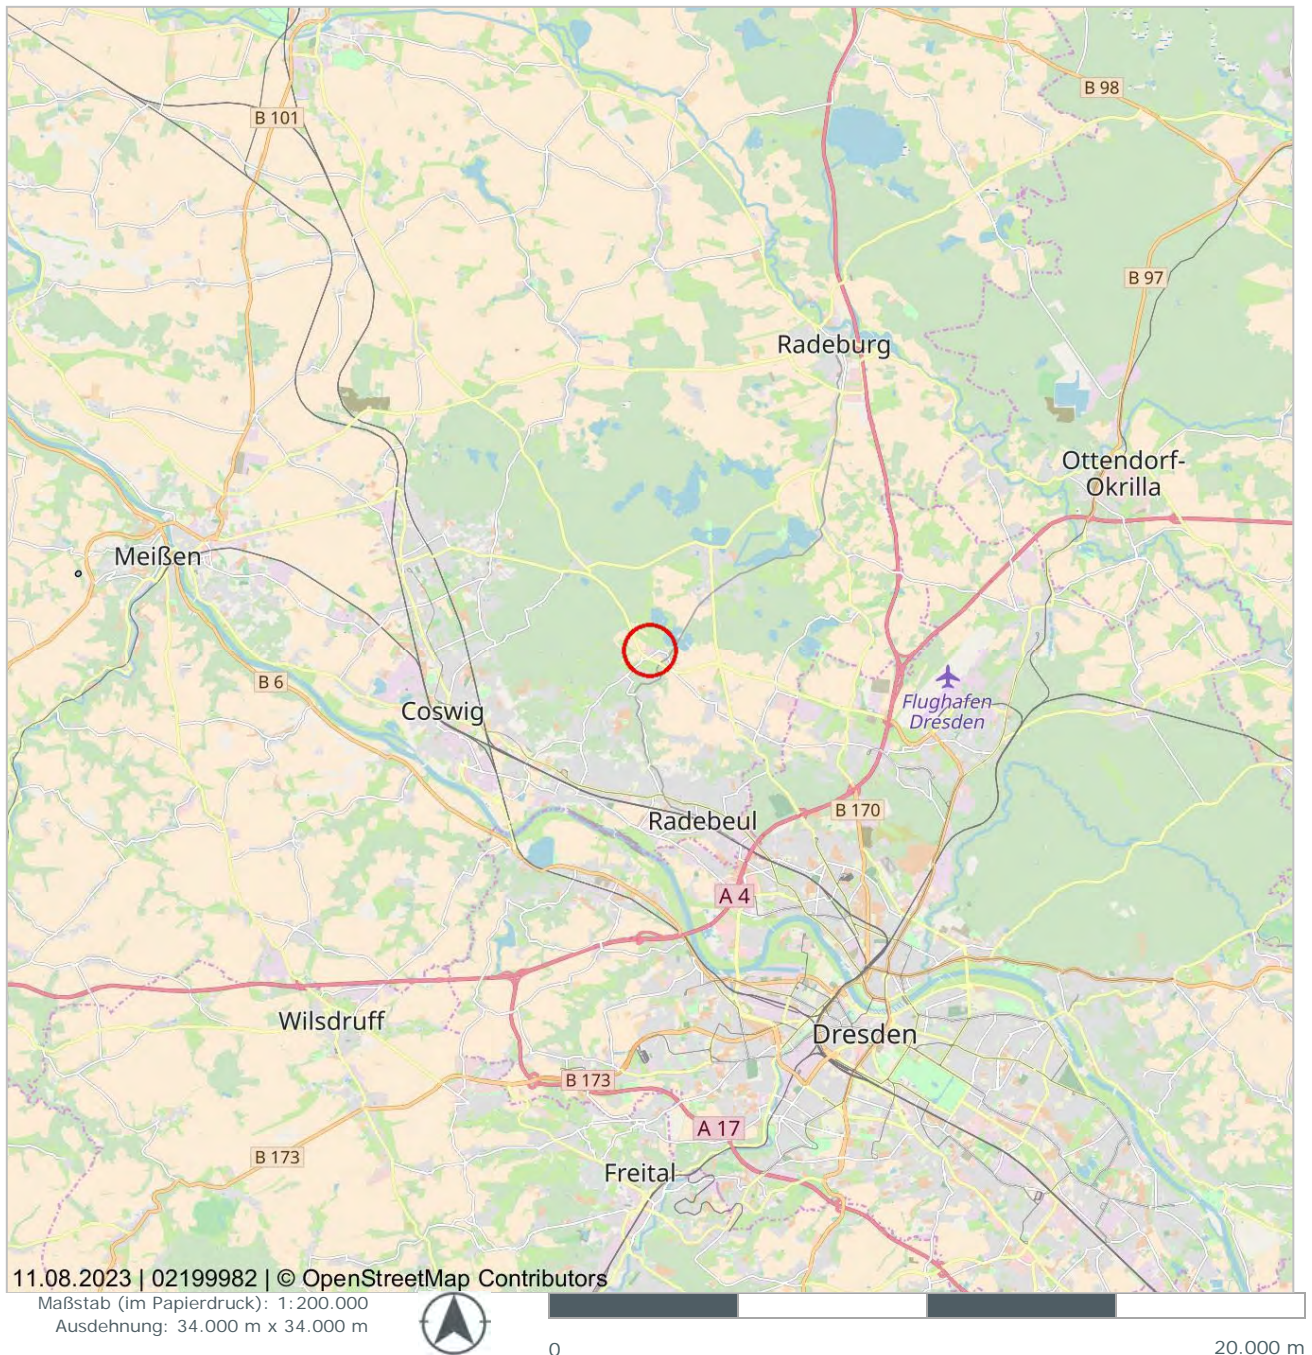 B 98
B 101
B 97
Radeburg
Ottendorf-
Okrilla
Meißen
B 6
Flughafen
Dresden
Coswig
B 170
Radebeul
A 4
Wilsdruff
Dresden
B 173
A 17
B 173
Freital
11.08.2023 | 02199982 | © OpenStreetMap Contributors
Maßstab (im Papierdruck): 1:200.000
Ausdehnung: 34.000 m x 34.000 m
0
20.000 m